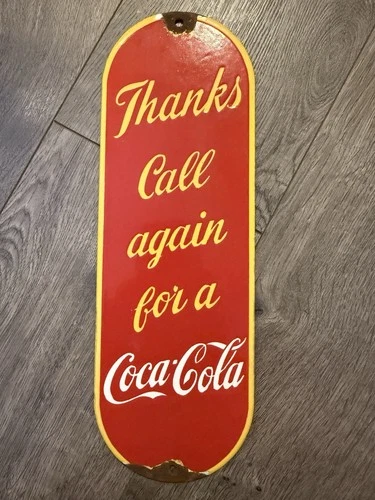 Thanks
Call
again
for a
Coca-Cola